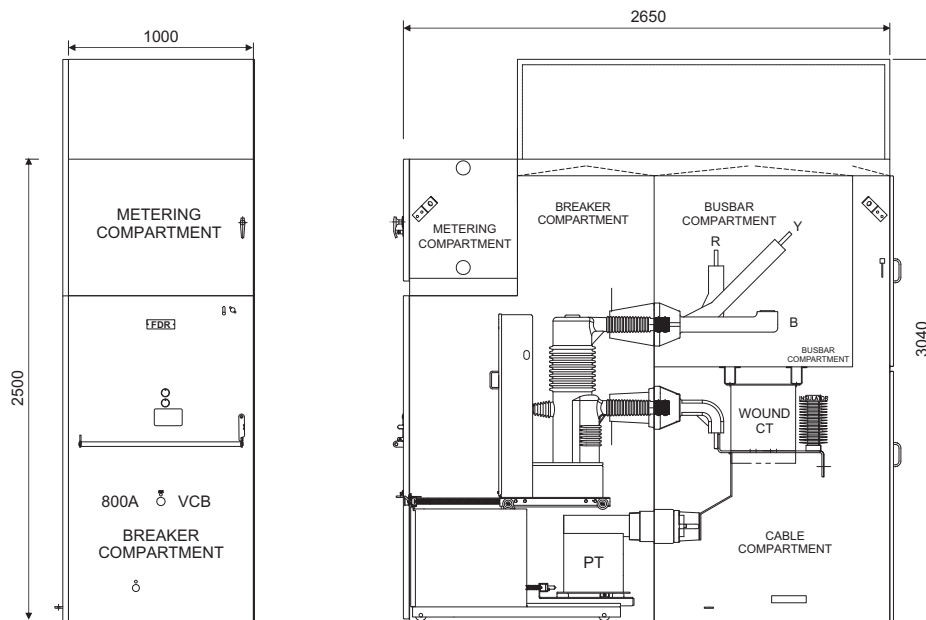 1000
2500
METERING
COMPARTMENT
FDR
800A VCB
BREAKER
COMPARTMENT
2650
3040
METERING
COMPARTMENT
BREAKER
COMPARTMENT
BUSBAR
COMPARTMENT
R
Y
B
BUSBAR
COMPARTMENT
WOUND
CT
PT
CABLE
COMPARTMENT